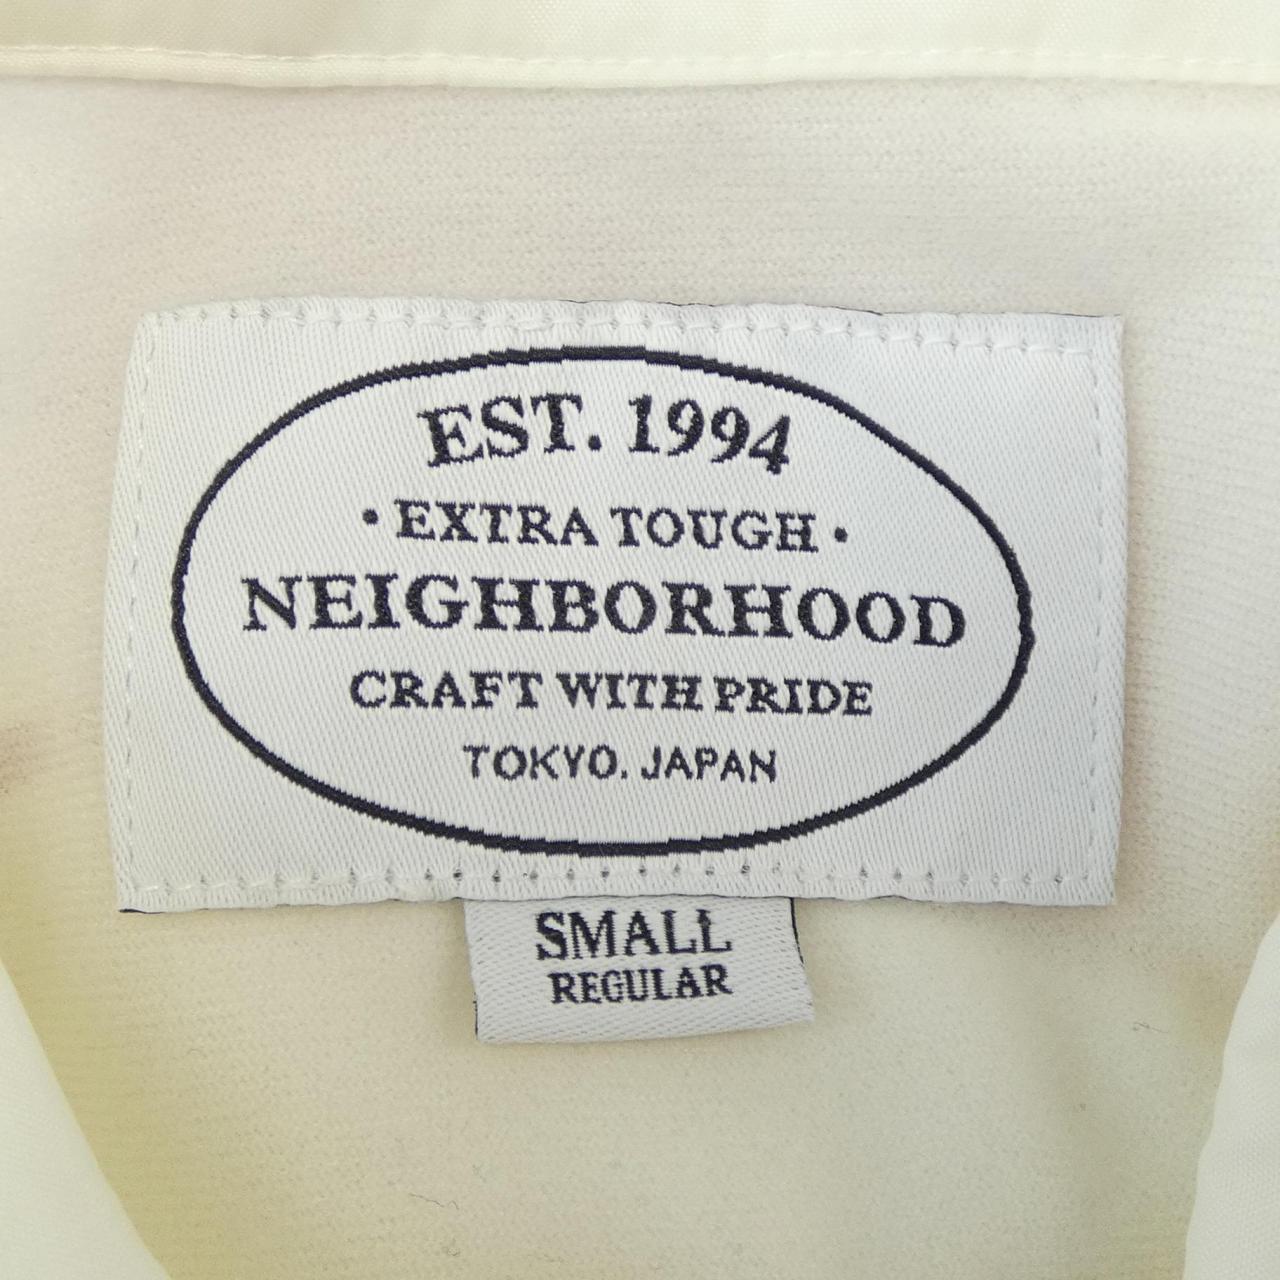 EST. 1994
· EXTRA TOUGH ·
NEIGHBORHOOD
CRAFT WITH PRIDE
TOKYO. JAPAN
SMALL
REGULAR